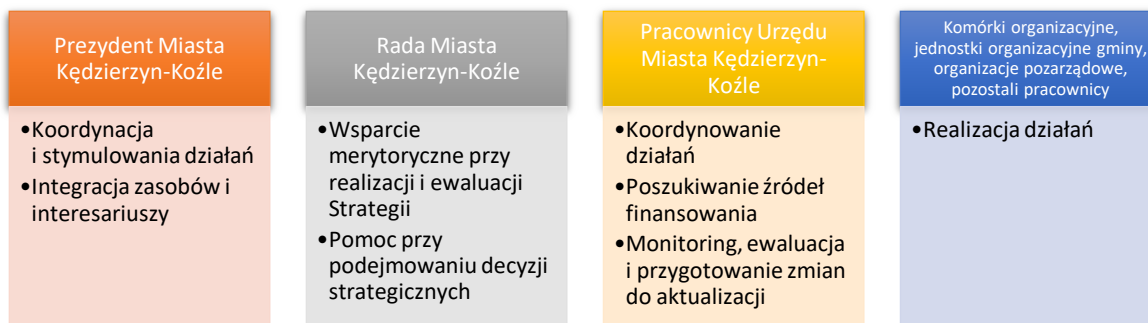 Prezydent Miasta
Kędzierzyn-Koźle
•Koordynacja
i stymulowania działań
•Integracja zasobów i
interesariuszy
Rada Miasta
Kędzierzyn-Koźle
•Wsparcie
merytoryczne przy
realizacji i ewaluacji
Strategii
•Pomoc przy
podejmowaniu decyzji
strategicznych
Pracownicy Urzędu
Miasta Kędzierzyn-
Koźle
•Koordynowanie
działań
•Poszukiwanie źródeł
finansowania
•Monitoring, ewaluacja
i przygotowanie zmian
do aktualizacji
Komórki organizacyjne,
jednostki organizacyjne gminy,
organizacje pozarządowe,
pozostali pracownicy
•Realizacja działań